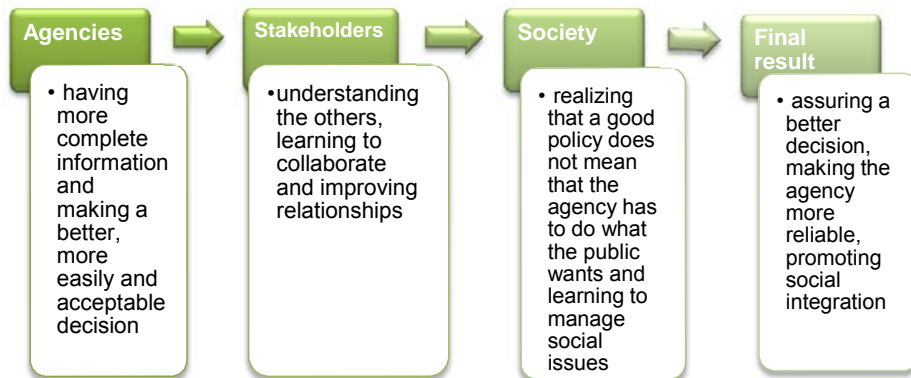 Agencies
• having
more
complete
information
and
making a
better,
more
easily and
acceptable
decision
Stakeholders
•understanding
the others,
learning to
collaborate
and improving
relationships
Society
• realizing
that a good
policy does
not mean
that the
agency has
to do what
the public
wants and
learning to
manage
social
issues
Final
result
• assuring a
better
decision,
making the
agency
more
reliable,
promoting
social
integration